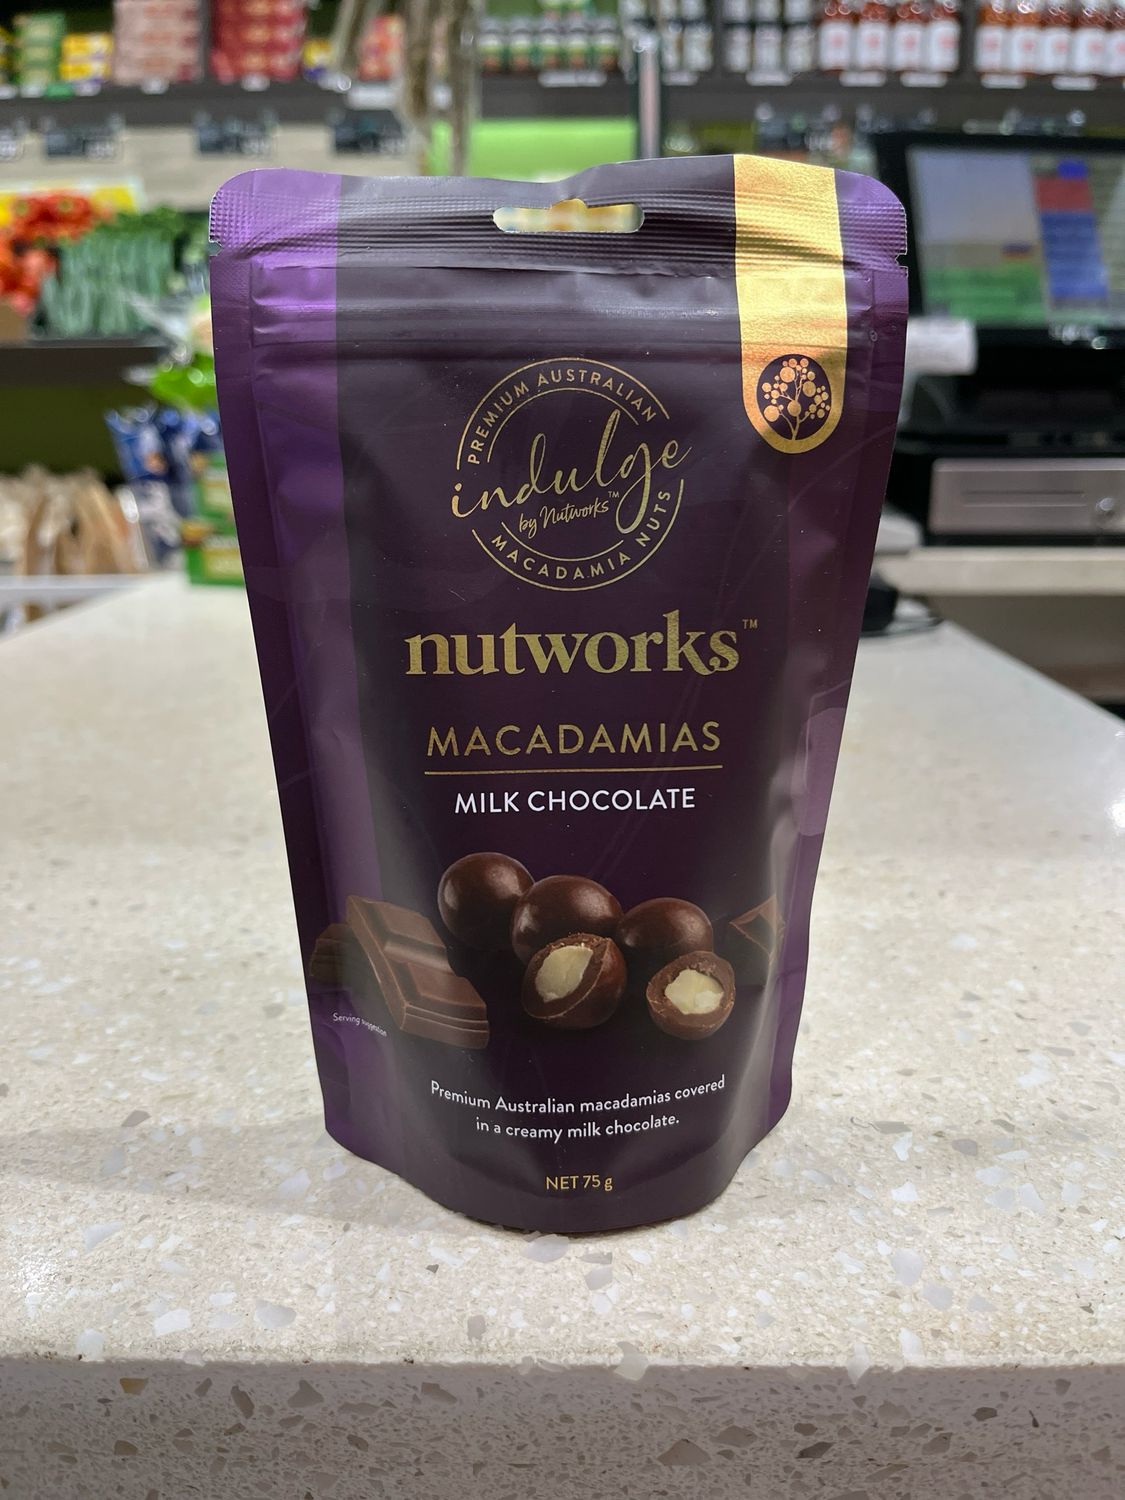 PREMIUM AUSTRALIAN
indulge
by Nutworks™
MACADAMIA NUTS
nutworks™
MACADAMIAS
MILK CHOCOLATE
Serving suggestion
Premium Australian macadamias covered
in a creamy milk chocolate.
NET 75 g